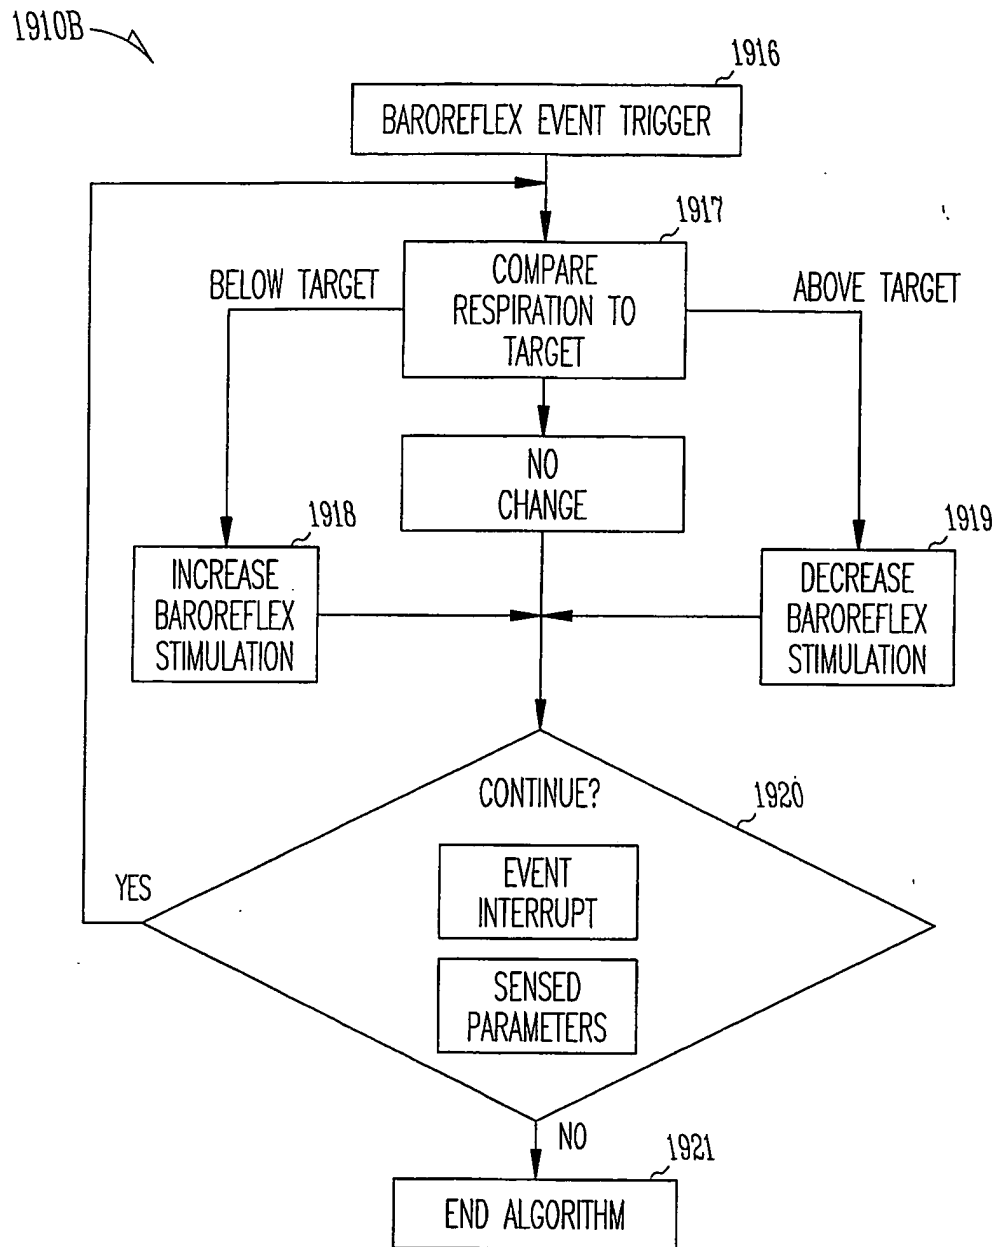 1910B
1916
BAROREFLEX EVENT TRIGGER
1917
COMPARE
RESPIRATION TO
TARGET
BELOW TARGET
ABOVE TARGET
NO
CHANGE
1918
INCREASE
BAROREFLEX
STIMULATION
1919
DECREASE
BAROREFLEX
STIMULATION
CONTINUE?
1920
EVENT
INTERRUPT
SENSED
PARAMETERS
YES
NO
1921
END ALGORITHM